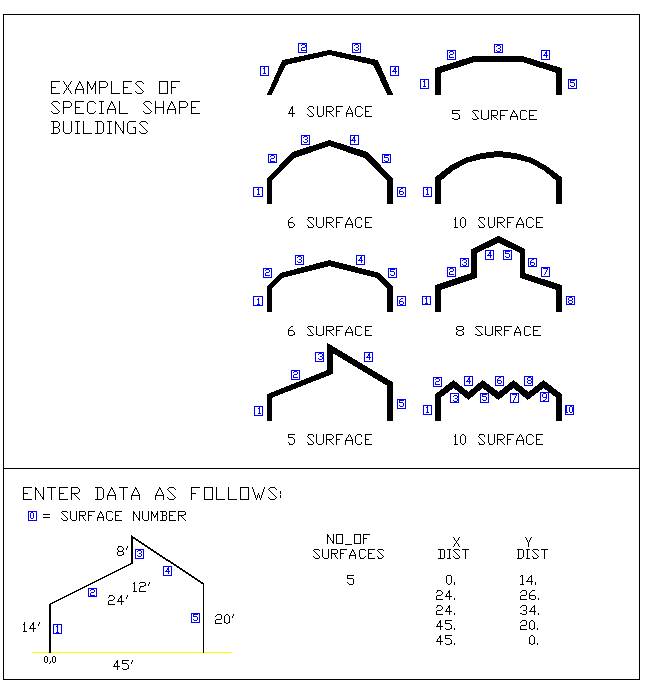 EXAMPLES OF
SPECIAL SHAPE
BUILDINGS
2 3
1 4
4 SURFACE
2 3 4
1 5
5 SURFACE
3 4
2 5
1 6
6 SURFACE
1
10 SURFACE
3 4
2 5
1 6
6 SURFACE
4 5
3 6
2 7
1 8
8 SURFACE
3 4
2
1 5
5 SURFACE
2 4 6 8
3 5 7 9
1 10
10 SURFACE
ENTER DATA AS FOLLOWS:
0 = SURFACE NUMBER
8' 3
4
12'
2
24'
14' 1
5 20'
0,0
45'
NO_OF
SURFACES
X
DIST
Y
DIST
5 0. 14.
24. 26.
24. 34.
45. 20.
45. 0.